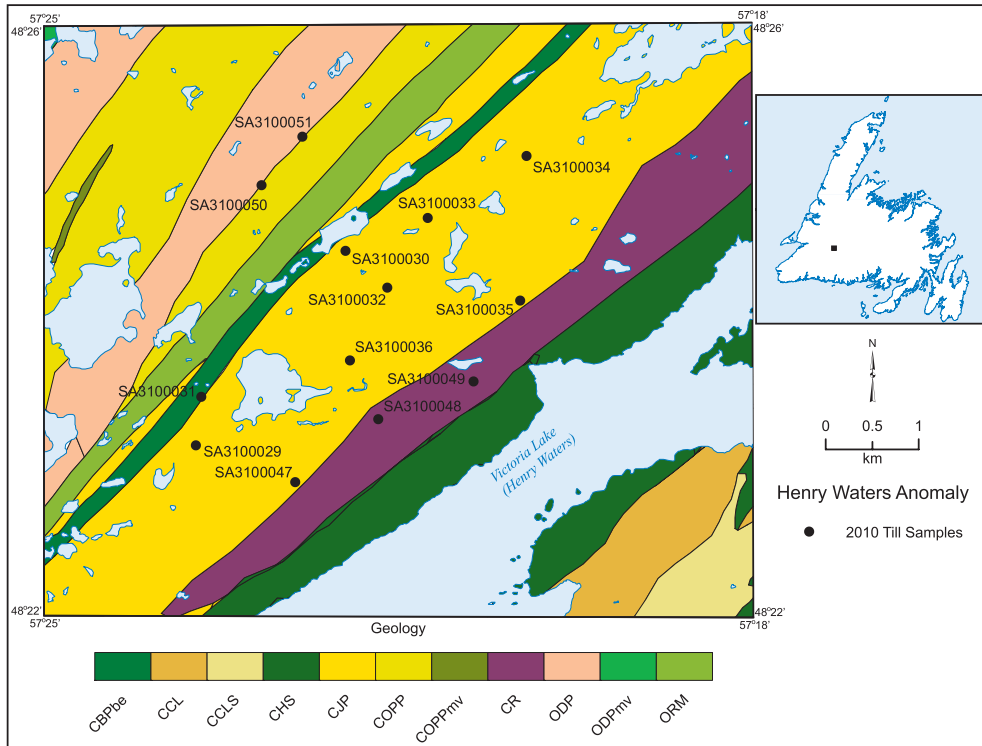 57°25'
48°26'
57°18'
48°26'
SA3100051
SA3100034
SA3100050
SA3100033
SA3100030
SA3100032
SA3100035
SA3100036
SA3100049
SA3100031
SA3100048
SA3100029
SA3100047
Victoria Lake
(Henry Waters)
48°22'
57°25'
48°22'
57°18'
N
0 0.5 1
km
Henry Waters Anomaly
2010 Till Samples
Geology
CBPbe
CCL
CCLS
CHS
CJP
COPP
COPPmv
CR
ODP
ODPmv
ORM